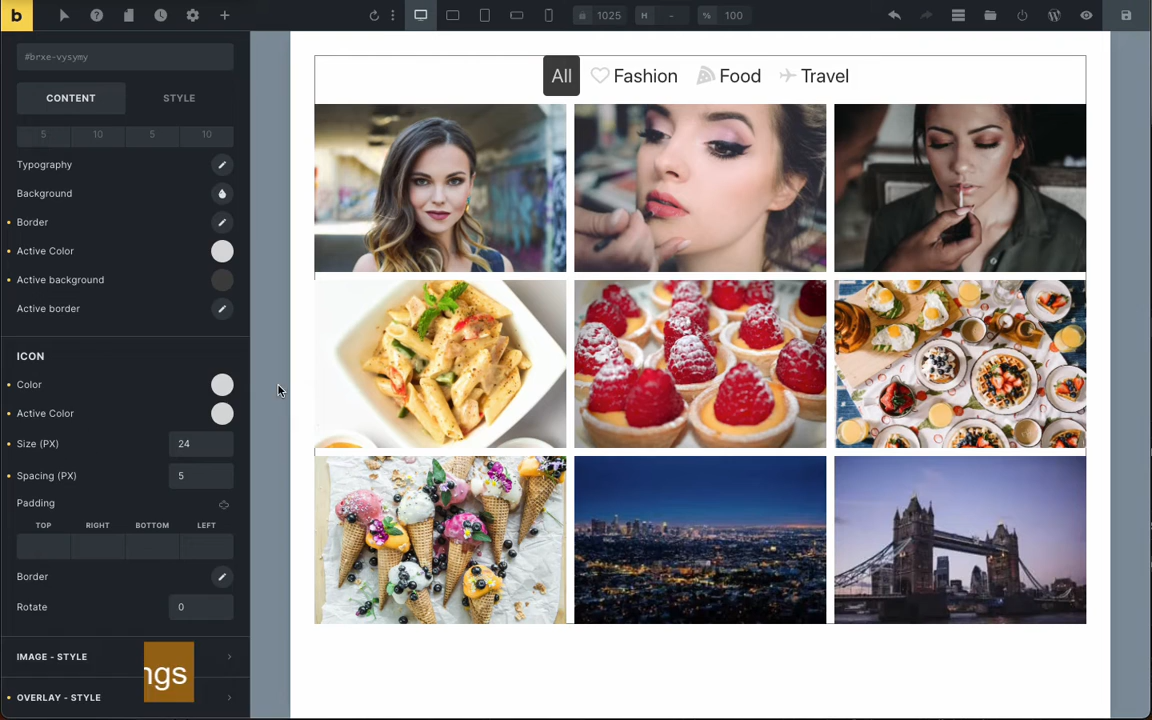 b
1025
H
-
%
100
#brxe-vysymy
CONTENT
STYLE
5
10
5
10
Typography
Background
Border
Active Color
Active background
Active border
ICON
Color
Active Color
Size (PX)
24
Spacing (PX)
5
Padding
TOP
RIGHT
BOTTOM
LEFT
Border
Rotate
0
IMAGE - STYLE
ngs
OVERLAY - STYLE
All
Fashion
Food
Travel